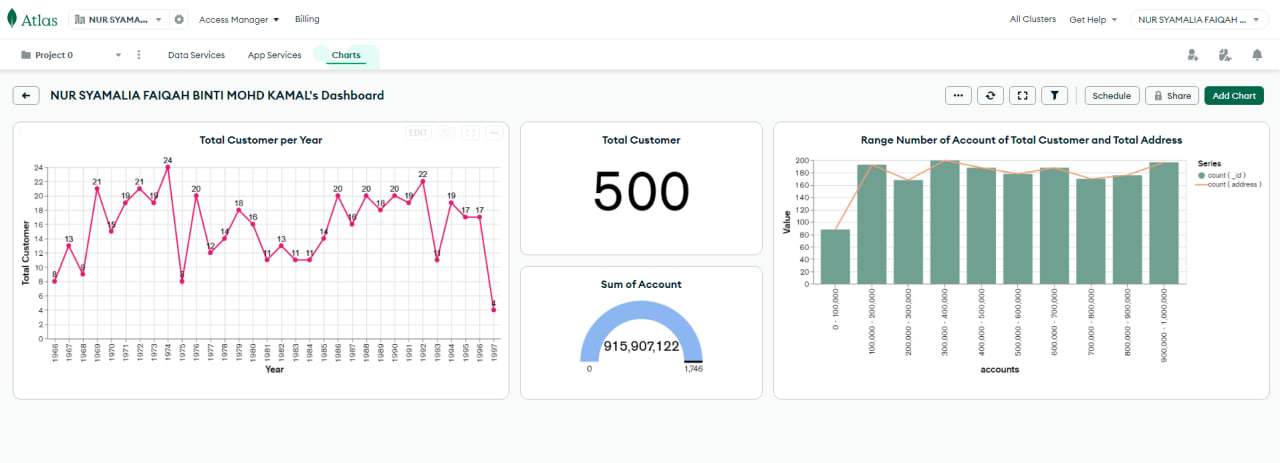 Atlas
NUR SYAMA...
Access Manager
Billing
All Clusters
Get Help
NUR SYAMALIA FAIQAH ...
Project 0
Data Services
App Services
Charts
NUR SYAMALIA FAIQAH BINTI MOHD KAMAL's Dashboard
Schedule
Share
Add Chart
Total Customer per Year
EDIT
Total Customer
24
22
20
18
16
14
12
10
8
6
4
2
0
8
13
9
21
15
19
21
19
24
8
20
12
14
18
16
11
13
11
11
14
20
16
20
18
20
19
22
11
19
17
17
4
1966
1967
1968
1969
1970
1971
1972
1973
1974
1975
1976
1977
1978
1979
1980
1981
1982
1983
1984
1985
1986
1987
1988
1989
1990
1991
1992
1993
1994
1995
1996
1997
Year
Total Customer
500
Sum of Account
915,907,122
0
1,746
Range Number of Account of Total Customer and Total Address
Value
200
180
160
140
120
100
80
60
40
20
0
0 - 100,000
100,000 - 200,000
200,000 - 300,000
300,000 - 400,000
400,000 - 500,000
500,000 - 600,000
600,000 - 700,000
700,000 - 800,000
800,000 - 900,000
900,000 - 1,000,000
accounts
Series
count ( _id )
count ( address )